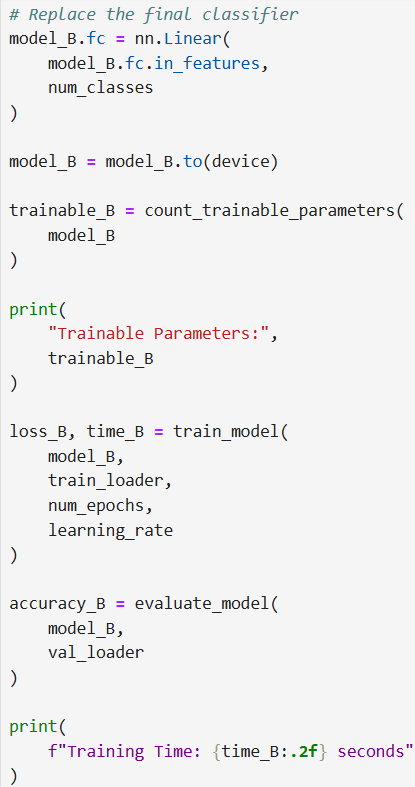 # Replace the final classifier
model_B.fc = nn.Linear(
    model_B.fc.in_features,
    num_classes
)

model_B = model_B.to(device)

trainable_B = count_trainable_parameters(
    model_B
)

print(
    "Trainable Parameters:",
    trainable_B
)

loss_B, time_B = train_model(
    model_B,
    train_loader,
    num_epochs,
    learning_rate
)

accuracy_B = evaluate_model(
    model_B,
    val_loader
)

print(
    f"Training Time: {time_B:.2f} seconds"
)